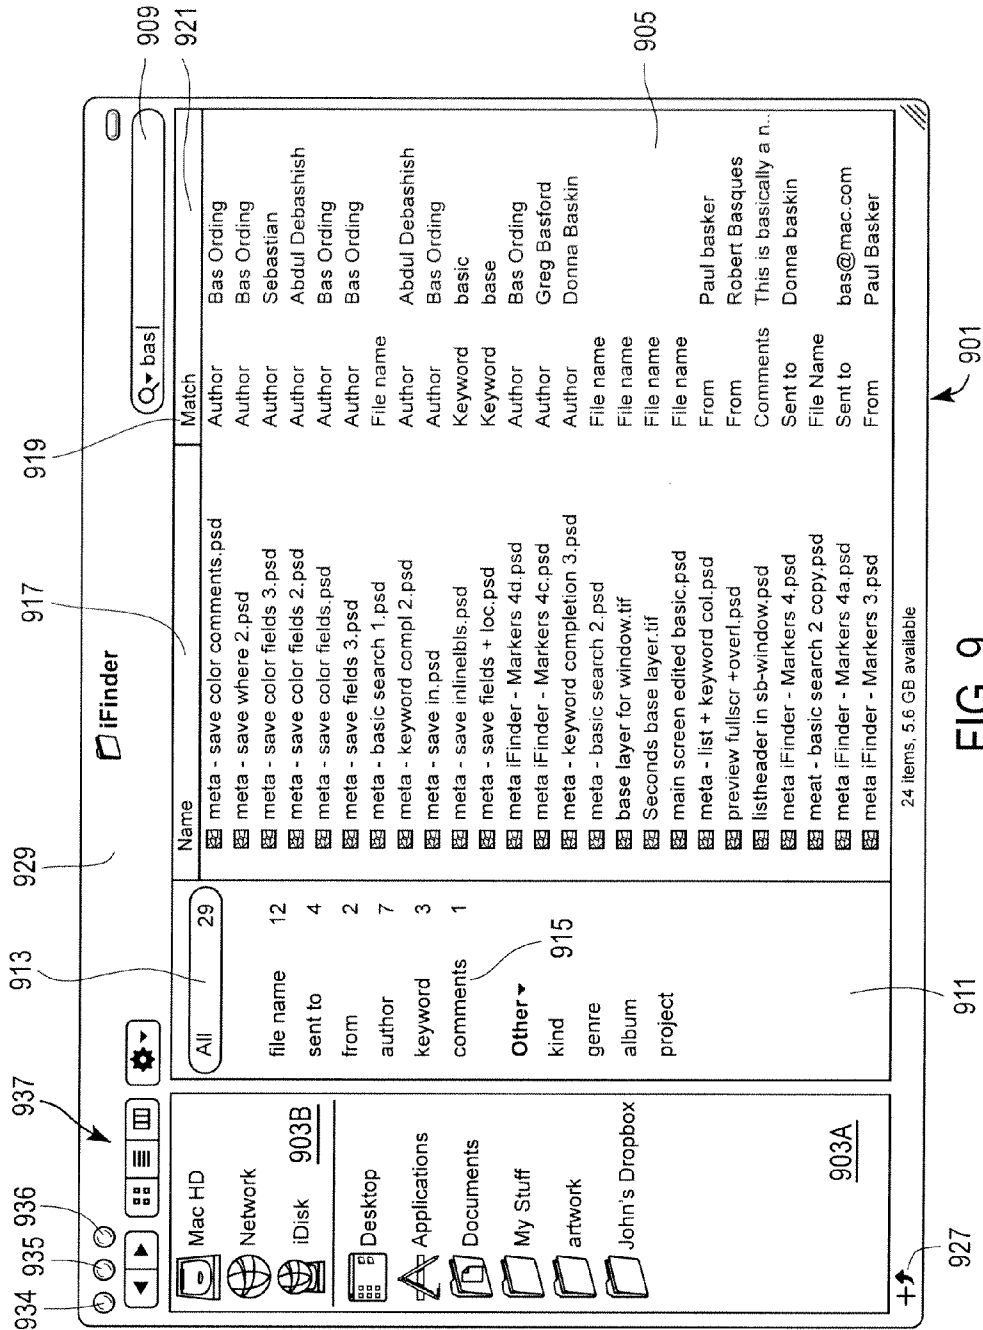 934 935 936 937 913 929 917 919 909 921
iFinder
bas
Mac HD
Network
iDisk
903B
Desktop
Applications
Documents
My Stuff
artwork
John's Dropbox
903A
All 29
file name 12
sent to 4
from 2
author 7
keyword 3
comments 1
915
Other
kind
genre
album
project
Name Match
meta - save color comments.psd Author Bas Ording
meta - save where 2.psd Author Bas Ording
meta - save color fields 3.psd Author Sebastian
meta - save color fields 2.psd Author Abdul Debashish
meta - save color fields.psd Author Bas Ording
meta - save fields 3.psd Author Bas Ording
meta - basic search 1.psd File name
meta - keyword compl 2.psd Author Abdul Debashish
meta - save in.psd Author Bas Ording
meta - save inlinelbls.psd Keyword basic
meta - save fields + loc.psd Keyword base
meta iFinder - Markers 4d.psd Author Bas Ording
meta iFinder - Markers 4c.psd Author Greg Basford
meta - keyword completion 3.psd Author Donna Baskin
meta - basic search 2.psd File name
base layer for window.tif File name
Seconds base layer.tif File name
main screen edited basic.psd File name
meta - list + keyword col.psd From Paul basker
preview fullscr +overl.psd From Robert Basques
listheader in sb-window.psd Comments This is basically a n..
meta iFinder - Markers 4.psd Sent to Donna baskin
meat - basic search 2 copy.psd File Name
meta iFinder - Markers 4a.psd Sent to bas@mac.com
meta iFinder - Markers 3.psd From Paul Basker
905
24 items, 5.6 GB available
927 911 901
FIG. 9